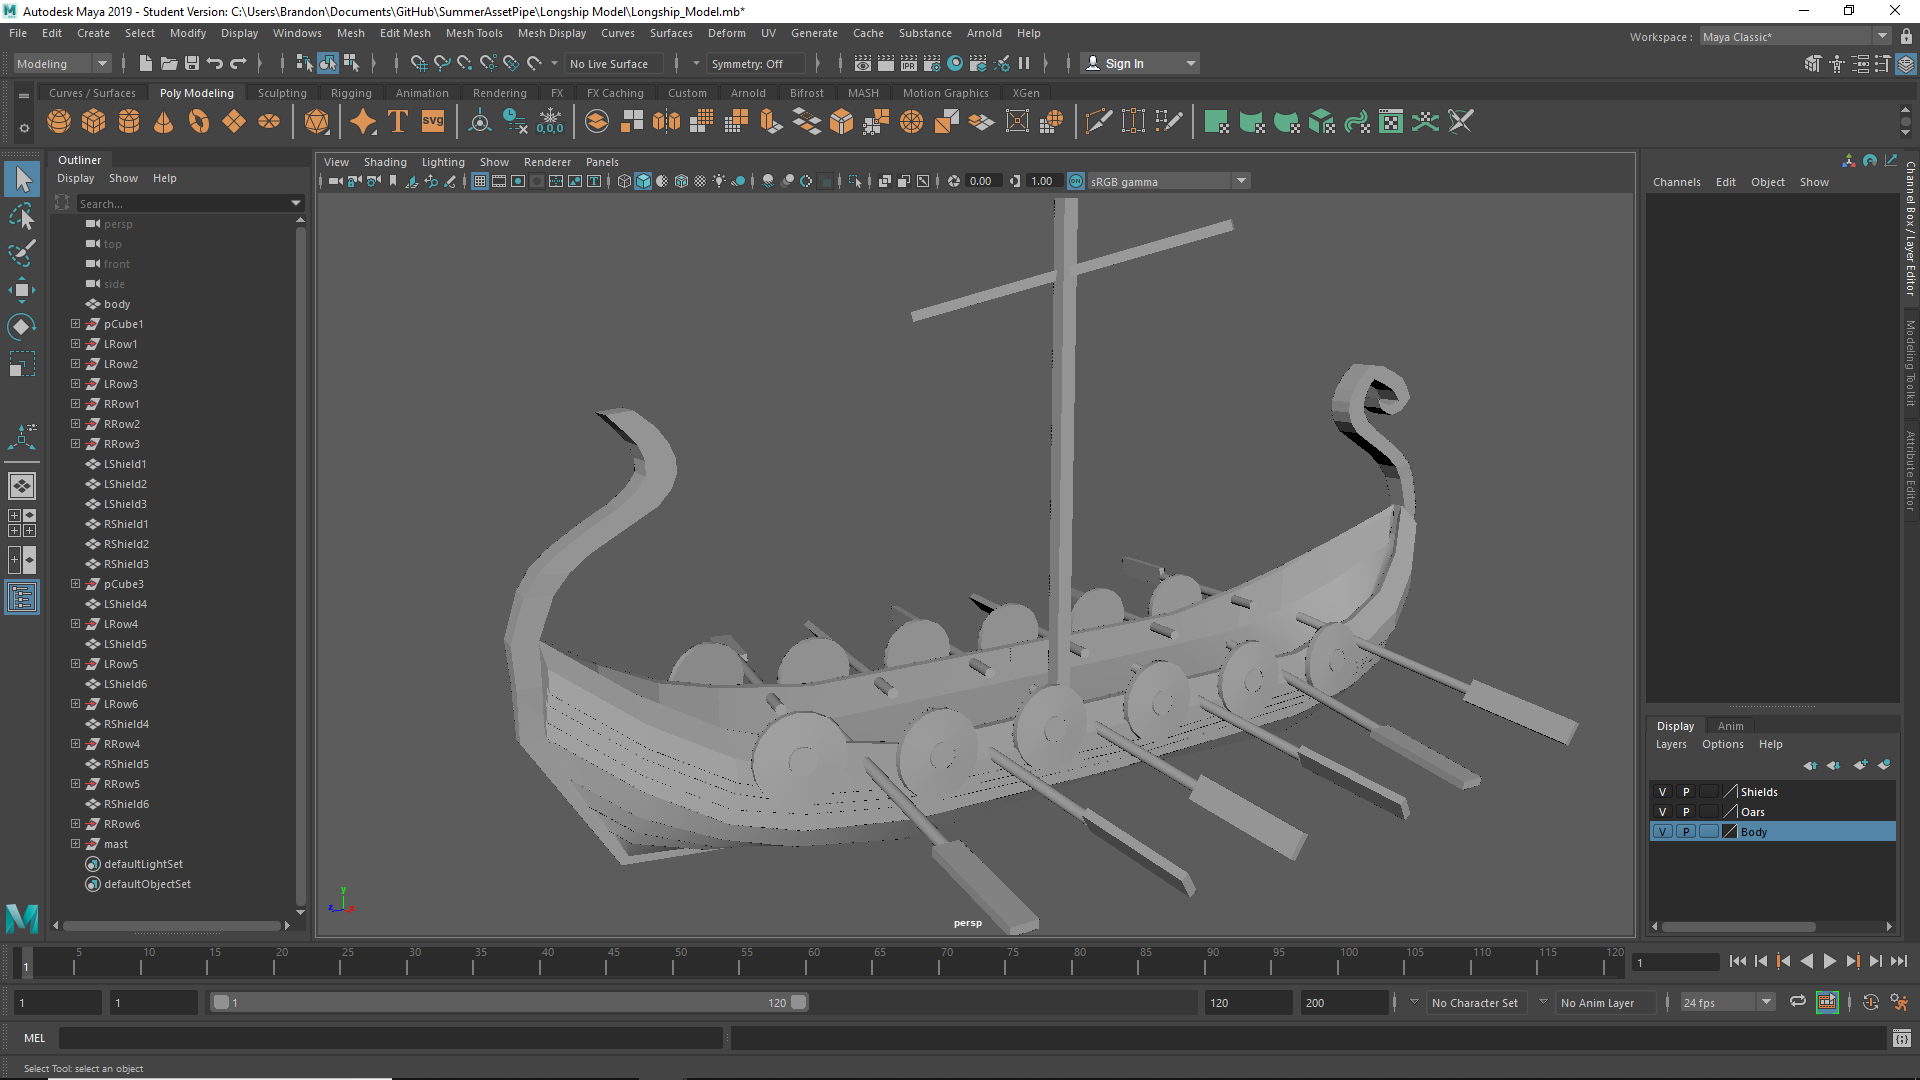 Autodesk Maya 2019 - Student Version: C:\Users\Brandon\Documents\GitHub\SummerAssetPipe\Longship Model\Longship_Model.mb*
File Edit Create Select Modify Display Windows Mesh Edit Mesh Mesh Tools Mesh Display Curves Surfaces Deform UV Generate Cache Substance Arnold Help
Workspace : Maya Classic*
Modeling No Live Surface Symmetry: Off IPR Sign In
Curves / Surfaces Poly Modeling Sculpting Rigging Animation Rendering FX FX Caching Custom Arnold Bifrost MASH Motion Graphics XGen
T svg 0,0,0
Outliner
Display Show Help
Search...
persp
top
front
side
body
pCube1
LRow1
LRow2
LRow3
RRow1
RRow2
RRow3
LShield1
LShield2
LShield3
RShield1
RShield2
RShield3
pCube3
LShield4
LRow4
LShield5
LRow5
LShield6
LRow6
RShield4
RRow4
RShield5
RRow5
RShield6
RRow6
mast
defaultLightSet
defaultObjectSet
View Shading Lighting Show Renderer Panels
0.00 1.00 ON sRGB gamma
y
z x
persp
Channels Edit Object Show
Channel Box / Layer Editor
Modeling Toolkit
Attribute Editor
Display Anim
Layers Options Help
V P Shields
V P Oars
V P Body
1 5 10 15 20 25 30 35 40 45 50 55 60 65 70 75 80 85 90 95 100 105 110 115 120
1
1 1 1 120 120 200 No Character Set No Anim Layer 24 fps
MEL
Select Tool: select an object